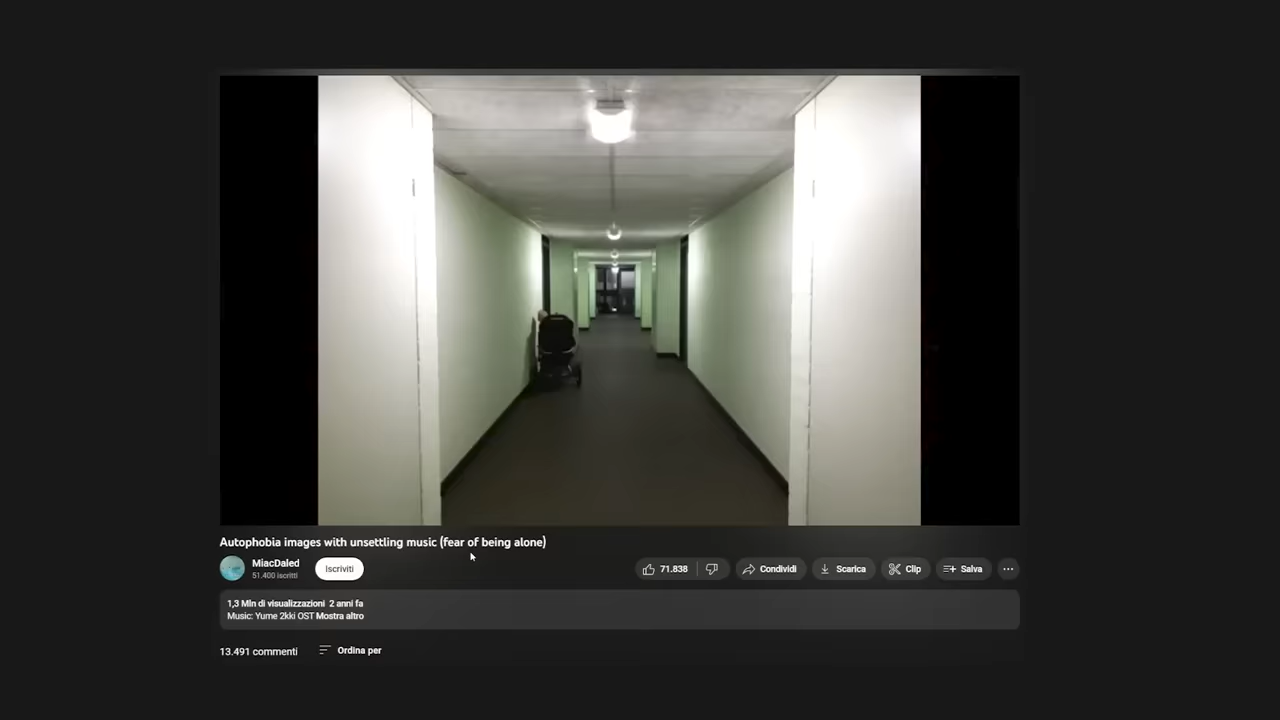 Autophobia images with unsettling music (fear of being alone)
MiacDaled
51.400 iscritti
Iscriviti
71.838
Condividi
Scarica
Clip
Salva
1,3 Mln di visualizzazioni 2 anni fa
Music: Yume 2kki OST Mostra altro
13.491 commenti
Ordina per